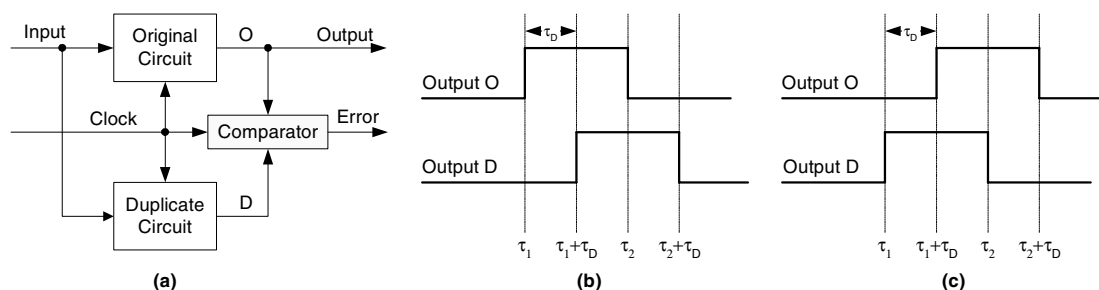 Input
Original
Circuit
O
Output
Clock
Comparator
Error
Duplicate
Circuit
D
(a)
τD
Output O
Output D
τ1
τ1+τD
τ2
τ2+τD
(b)
τD
Output O
Output D
τ1
τ1+τD
τ2
τ2+τD
(c)